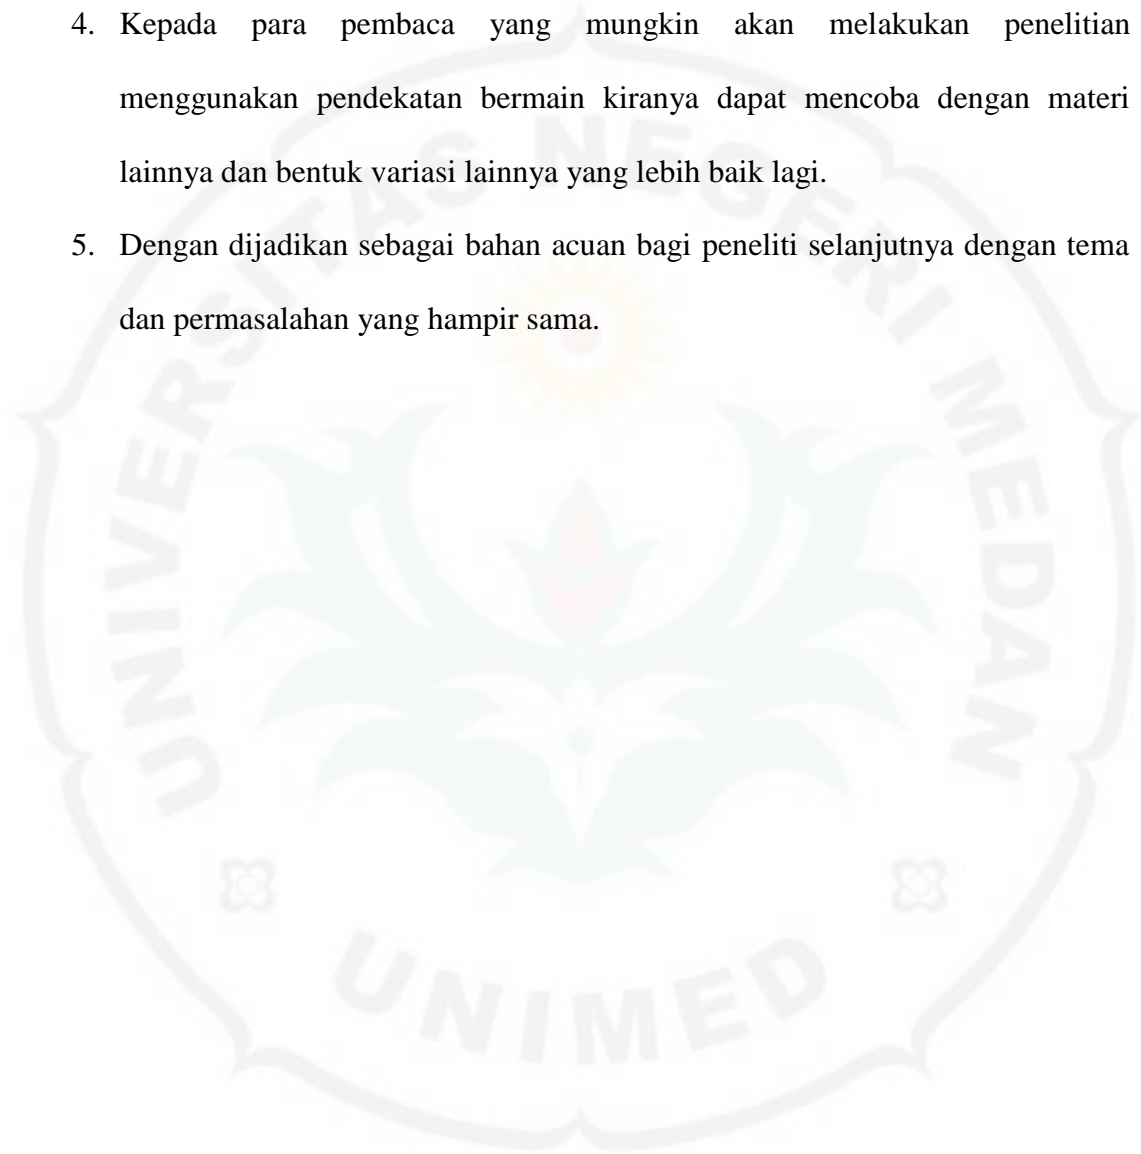 4. Kepada para pembaca yang mungkin akan melakukan penelitian
menggunakan pendekatan bermain kiranya dapat mencoba dengan materi
lainnya dan bentuk variasi lainnya yang lebih baik lagi.
5. Dengan dijadikan sebagai bahan acuan bagi peneliti selanjutnya dengan tema
dan permasalahan yang hampir sama.
UNIVERSITAS NEGERI MEDAN
UNIMED